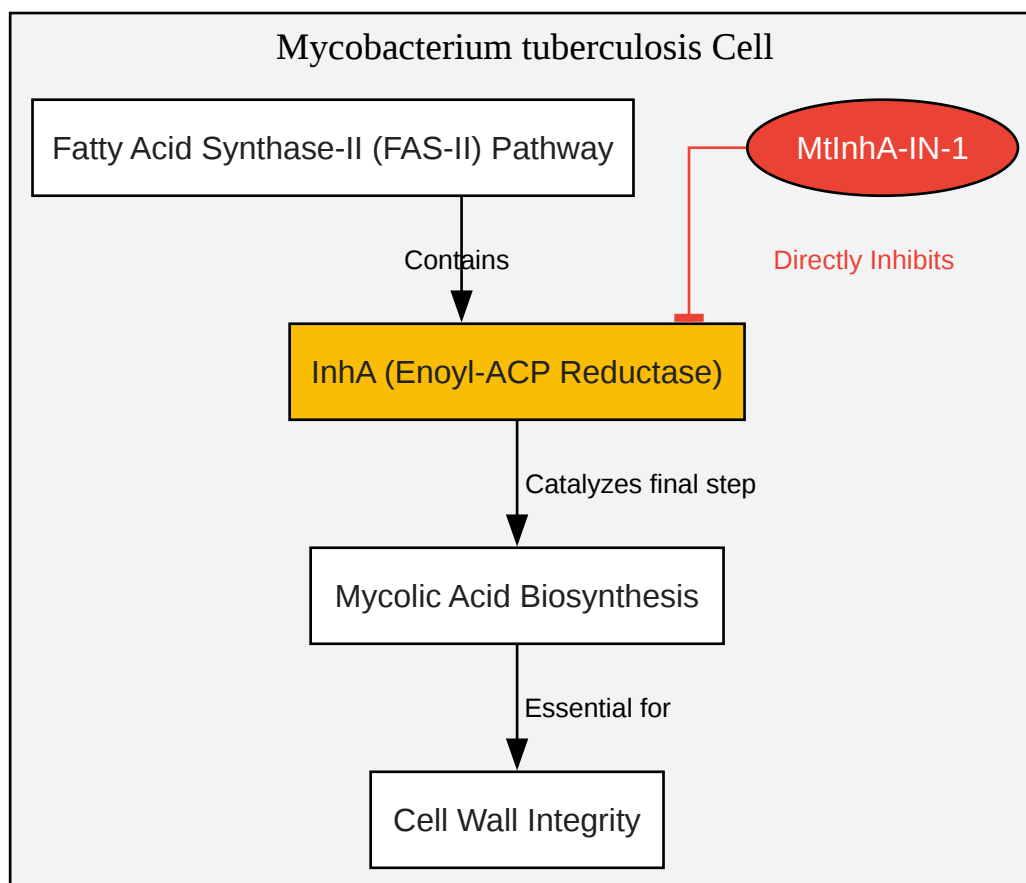 Mycobacterium tuberculosis Cell
Fatty Acid Synthase-II (FAS-II) Pathway
MtInhA-IN-1
Contains
Directly Inhibits
InhA (Enoyl-ACP Reductase)
Catalyzes final step
Mycolic Acid Biosynthesis
Essential for
Cell Wall Integrity